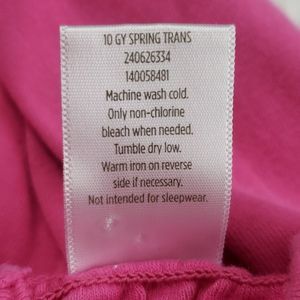 10 GY SPRING TRANS
240626334
140058481
Machine wash cold.
Only non-chlorine
bleach when needed.
Tumble dry low.
Warm iron on reverse
side if necessary.
Not intended for sleepwear.